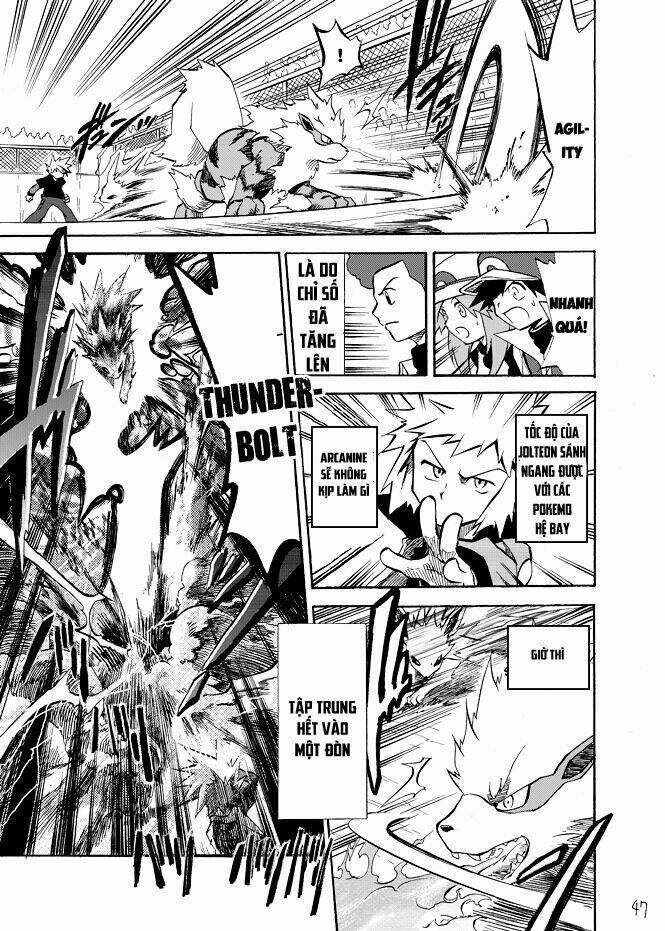 AGIL-
ITY
!
NHANH
QUÁ!
LÀ DO
CHỈ SỐ
ĐÃ
TĂNG
LÊN
THUNDER-
BOLT
TỐC ĐỘ CỦA
JOLTEON SÁNH
NGANG ĐƯỢC
VỚI CÁC
POKEMO
HỆ BAY
ARCANINE
SẼ KHÔNG
KỊP LÀM GÌ
GIỜ THÌ
TẬP TRUNG
HẾT VÀO
MỘT ĐÒN
47